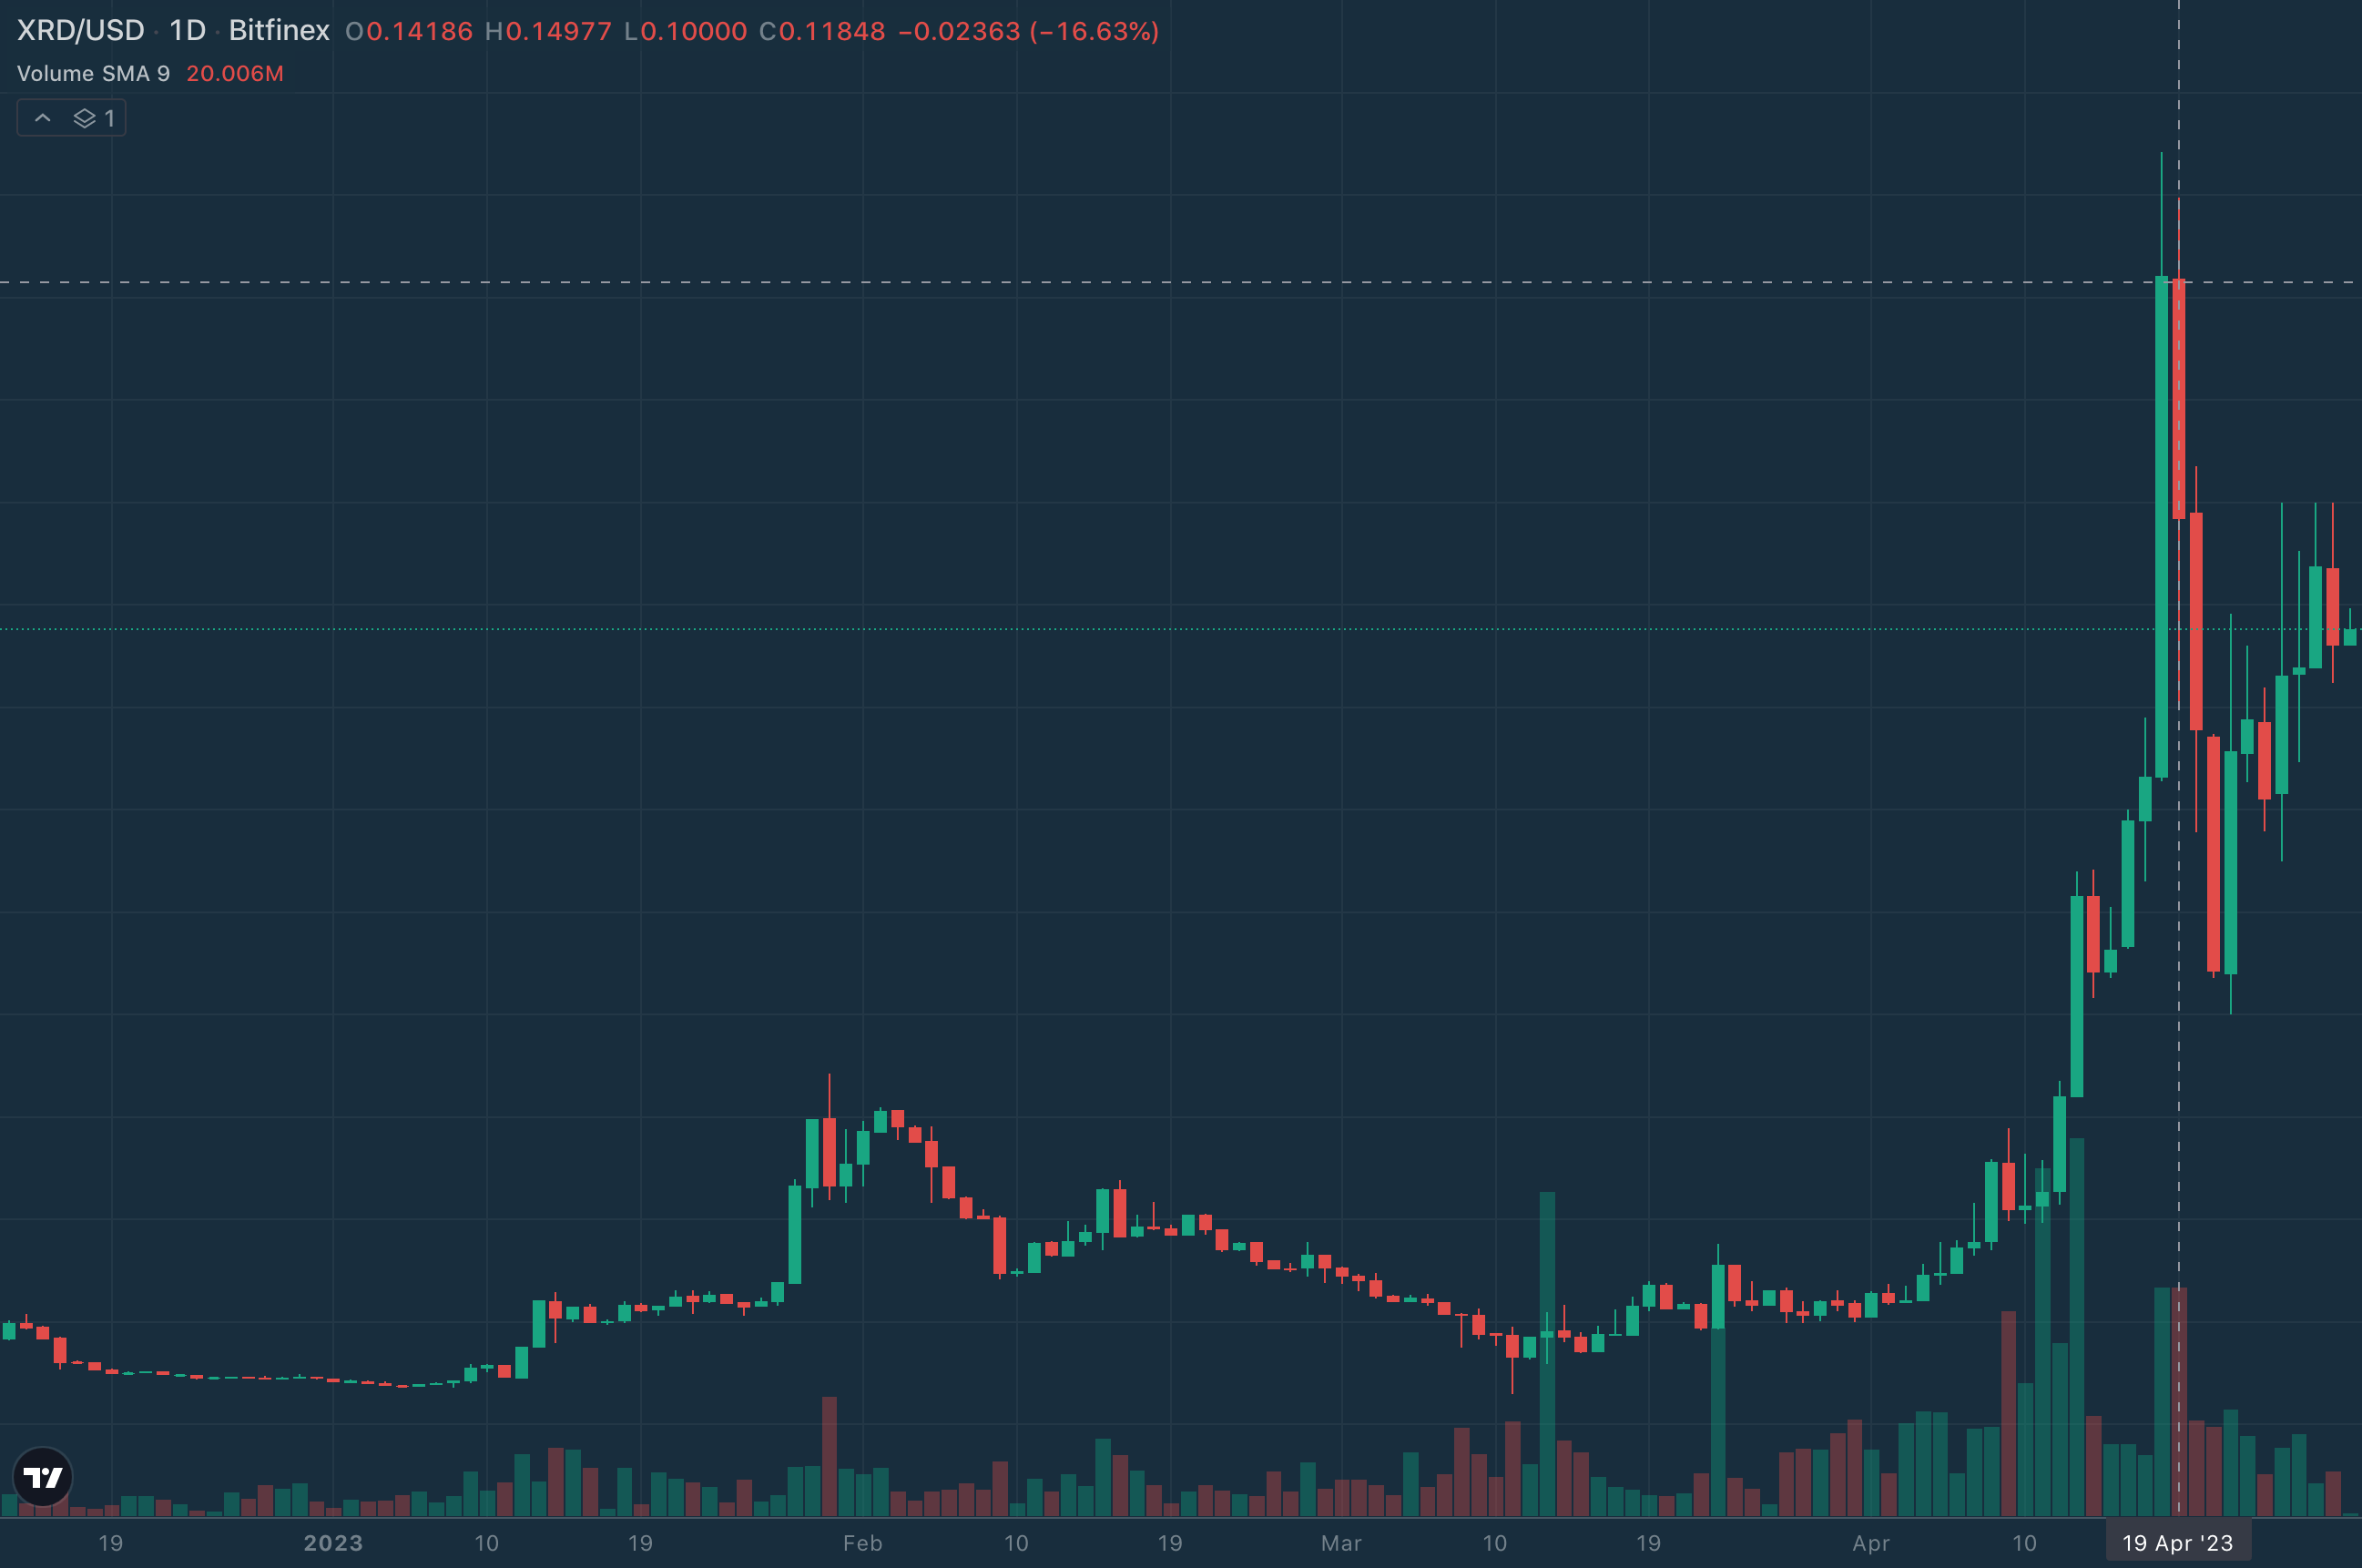 XRD/USD · 1D · Bitfinex O0.14186 H0.14977 L0.10000 C0.11848 −0.02363 (−16.63%)
Volume SMA 9 20.006M
1
19 2023 10 19 Feb 10 19 Mar 10 19 Apr 10 19 Apr '23